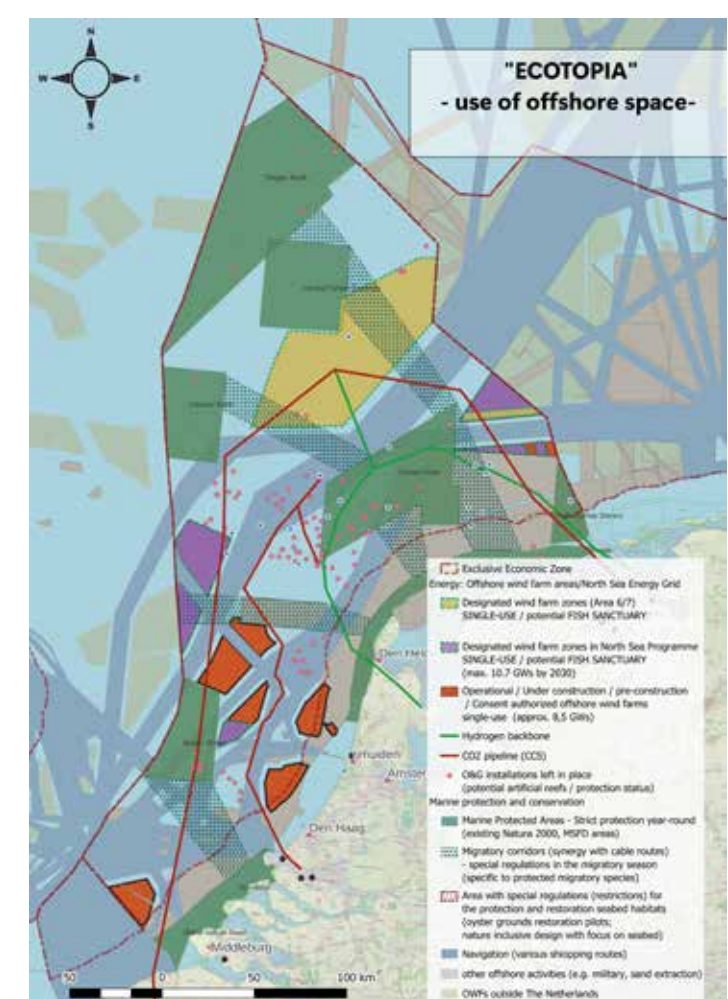 N
W E
S
"ECOTOPIA"
- use of offshore space-
Den Held
IJmuiden
Amster
Den Haag
Middleburg
50 0 50 100 km
Exclusive Economic Zone
Energy: Offshore wind farm areas/North Sea Energy Grid
Designated wind farm zones (Area 6/7)
SINGLE-USE / potential FISH SANCTUARY
Designated wind farm zones in North Sea Programme
SINGLE-USE / potential FISH SANCTUARY
(max. 10.7 GWs by 2030)
Operational / Under construction / pre-construction
/ Consent authorized offshore wind farms
single-use (approx. 8,5 GWs)
Hydrogen backbone
CO2 pipeline (CCS)
O&G installations left in place
(potential artificial reefs / protection status)
Marine protection and conservation
Marine Protected Areas - Strict protection year-round
(existing Natura 2000, MSFD areas)
Migratory corridors (synergy with cable routes)
- special regulations in the migratory season
(specific to protected migratory species)
Area with special regulations (restrictions) for
the protection and restoration seabed habitats
(oyster grounds restoration pilots;
nature inclusive design with focus on seabed)
Navigation (various shipping routes)
other offshore activities (e.g. military, sand extraction)
OWFs outside The Netherlands